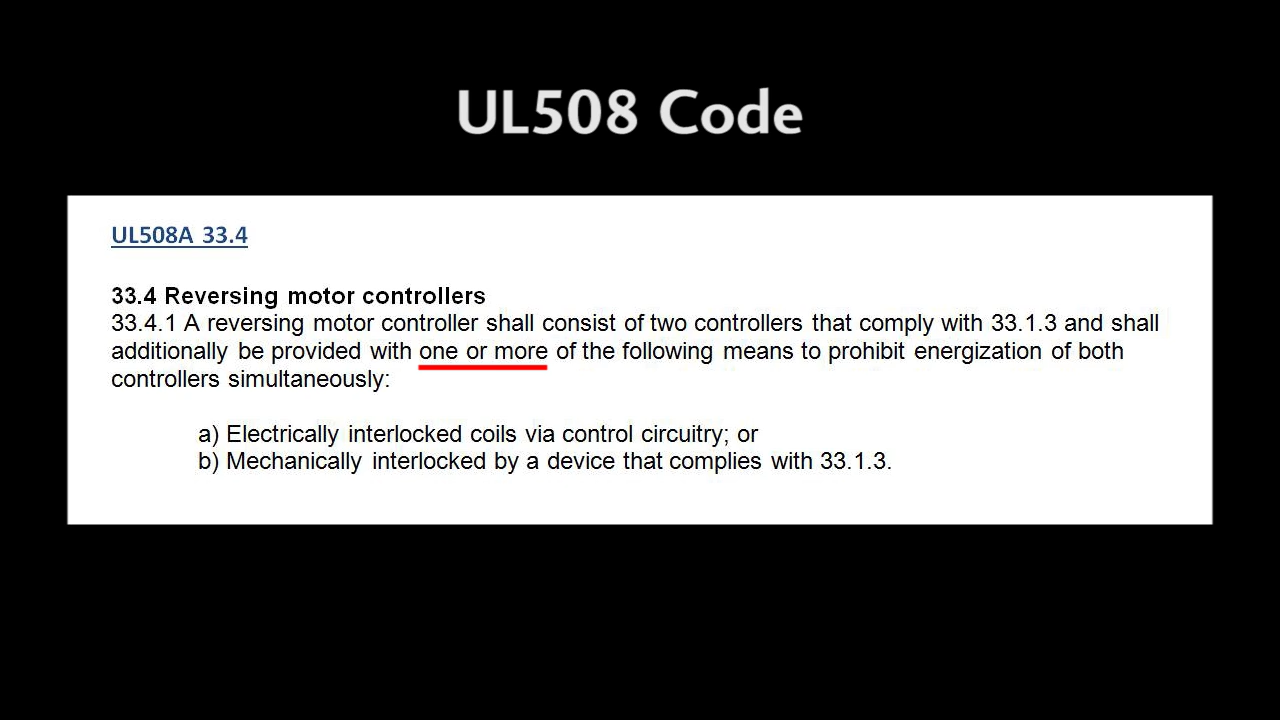 UL508 Code
UL508A 33.4
33.4 Reversing motor controllers
33.4.1 A reversing motor controller shall consist of two controllers that comply with 33.1.3 and shall
additionally be provided with one or more of the following means to prohibit energization of both
controllers simultaneously:
a) Electrically interlocked coils via control circuitry; or
b) Mechanically interlocked by a device that complies with 33.1.3.